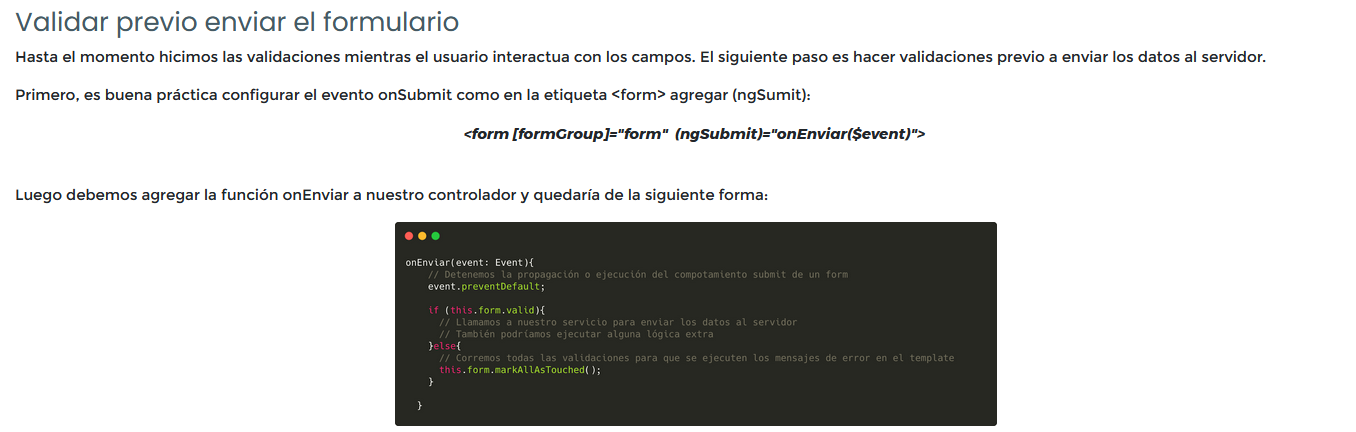 Validar previo enviar el formulario
Hasta el momento hicimos las validaciones mientras el usuario interactua con los campos. El siguiente paso es hacer validaciones previo a enviar los datos al servidor.
Primero, es buena práctica configurar el evento onSubmit como en la etiqueta <form> agregar (ngSumit):
<form [formGroup]="form" (ngSubmit)="onEnviar($event)">
Luego debemos agregar la función onEnviar a nuestro controlador y quedaría de la siguiente forma:
onEnviar(event: Event){
// Detenemos la propagación o ejecución del compotamiento submit de un form
event.preventDefault;
if (this.form.valid){
// Llamamos a nuestro servicio para enviar los datos al servidor
// También podríamos ejecutar alguna lógica extra
}else{
// Corremos todas las validaciones para que se ejecuten los mensajes de error en el template
this.form.markAllAsTouched();
}
}